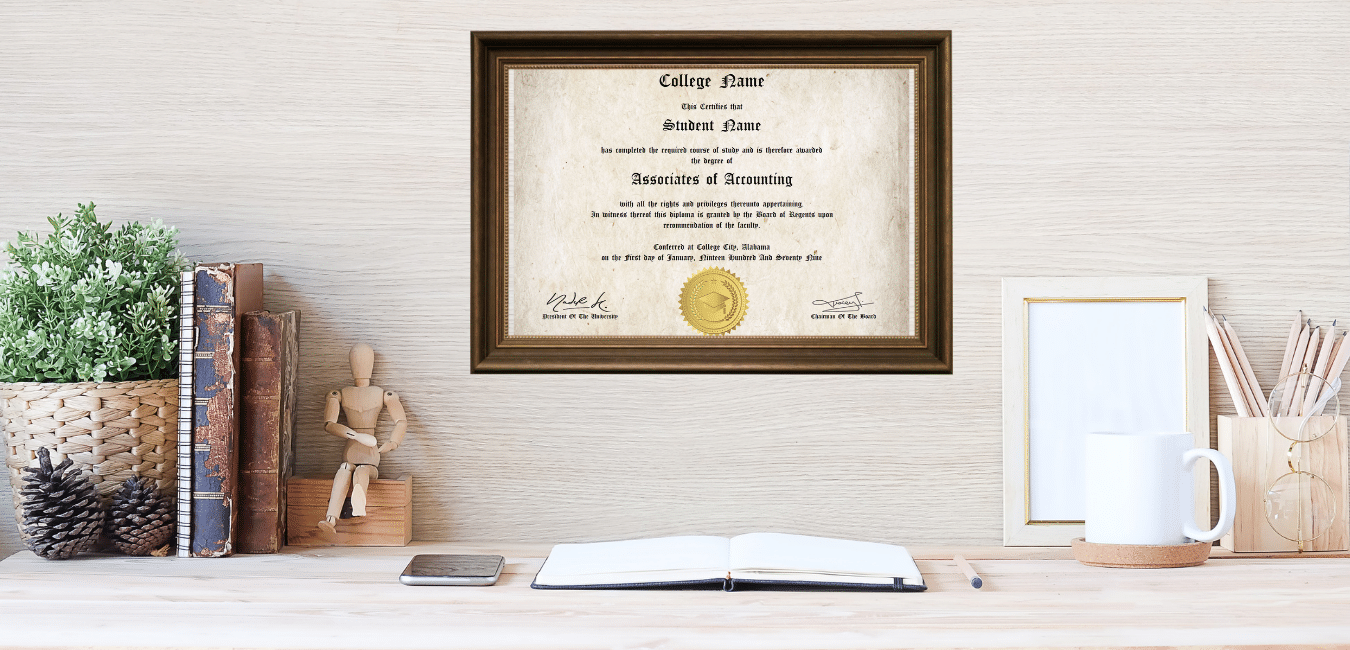 College Name
This Certifies that
Student Name
has completed the required course of study and is therefore awarded
the degree of
Associates of Accounting
with all the rights and privileges thereunto appertaining.
In witness thereof this diploma is granted by the Board of Regents upon
recommendation of the faculty.
Conferred at College City, Alabama
on the First day of January, Ninteen Hundred And Seventy Nine
President Of The University
Chairman Of The Board